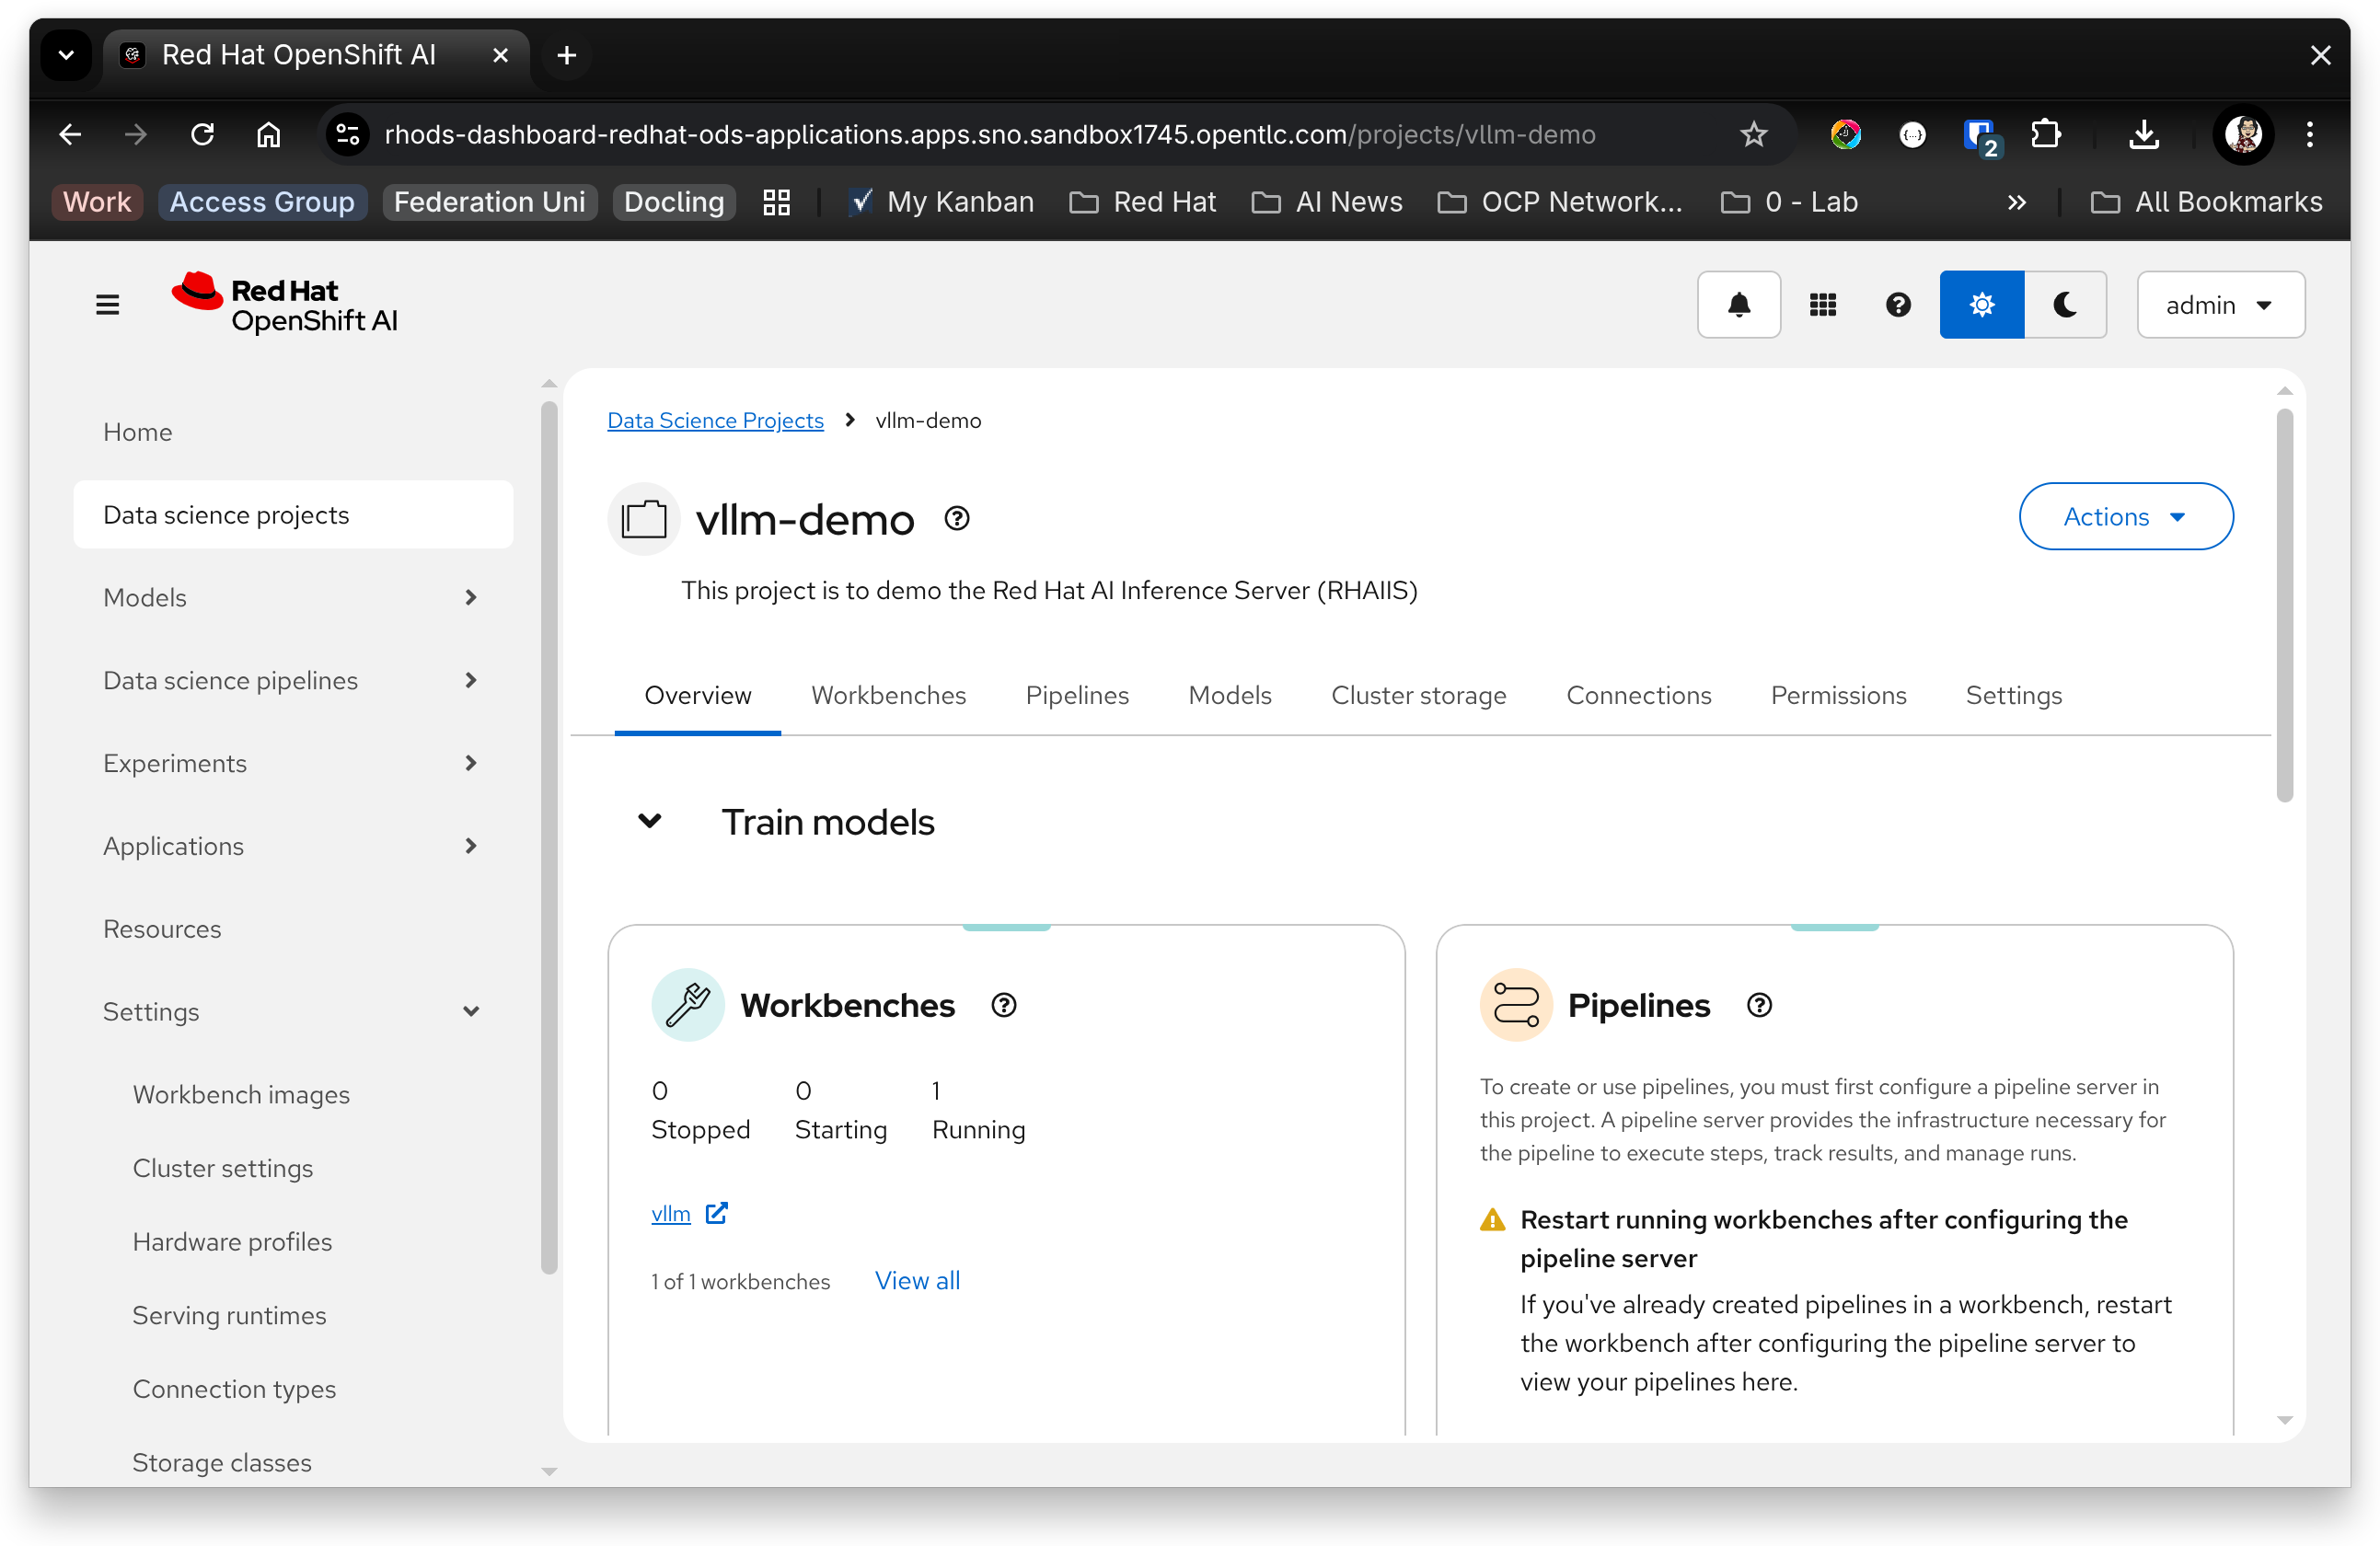 Red Hat OpenShift AI
rhods-dashboard-redhat-ods-applications.apps.sno.sandbox1745.opentlc.com/projects/vllm-demo
2
Work Access Group Federation Uni Docling My Kanban Red Hat AI News OCP Network... 0 - Lab » All Bookmarks
Red Hat
OpenShift AI
admin
Home
Data science projects
Models
Data science pipelines
Experiments
Applications
Resources
Settings
Workbench images
Cluster settings
Hardware profiles
Serving runtimes
Connection types
Storage classes
Data Science Projects > vllm-demo
vllm-demo
Actions
This project is to demo the Red Hat AI Inference Server (RHAIIS)
Overview Workbenches Pipelines Models Cluster storage Connections Permissions Settings
Train models
Workbenches
0 0 1
Stopped Starting Running
vllm
1 of 1 workbenches View all
Pipelines
To create or use pipelines, you must first configure a pipeline server in
this project. A pipeline server provides the infrastructure necessary for
the pipeline to execute steps, track results, and manage runs.
Restart running workbenches after configuring the
pipeline server
If you've already created pipelines in a workbench, restart
the workbench after configuring the pipeline server to
view your pipelines here.